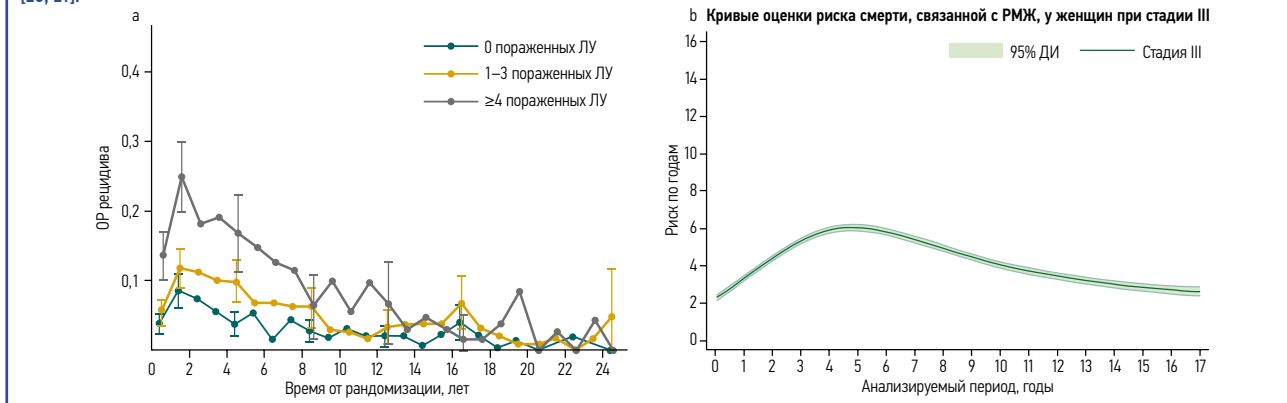 [20, 21].
а
0,4
0,3
0,2
0,1
ОР рецидива
0 пораженных ЛУ
1–3 пораженных ЛУ
≥4 пораженных ЛУ
0 2 4 6 8 10 12 14 16 18 20 22 24
Время от рандомизации, лет
b Кривые оценки риска смерти, связанной с РМЖ, у женщин при стадии III
16
14
12
10
8
6
4
2
0
Риск по годам
95% ДИ
Стадия III
0 1 2 3 4 5 6 7 8 9 10 11 12 13 14 15 16 17
Анализируемый период, годы